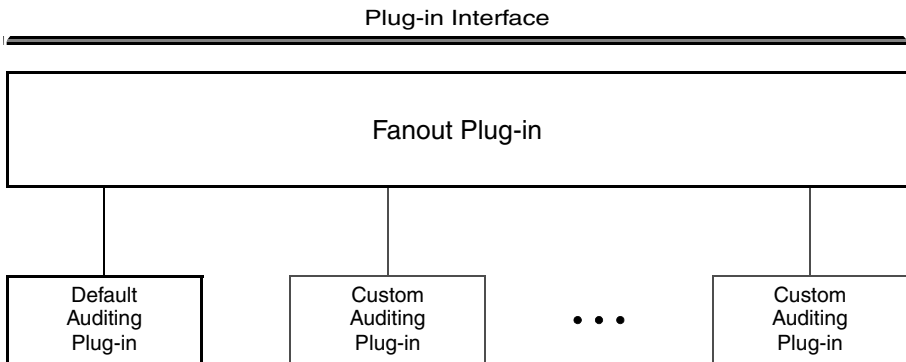 Plug-in Interface
Fanout Plug-in
Default
Auditing
Plug-in
Custom
Auditing
Plug-in
• • •
Custom
Auditing
Plug-in